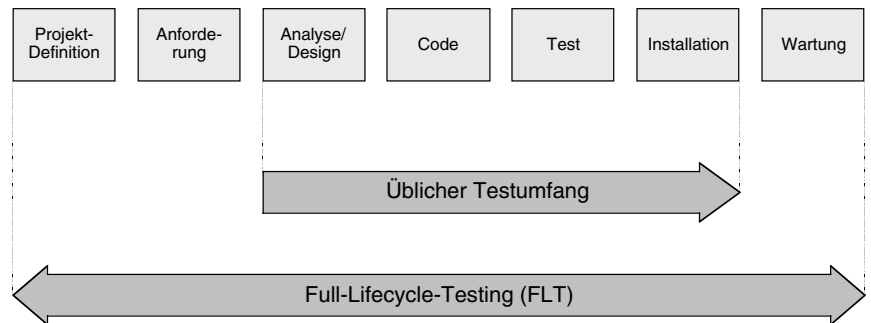 Projekt-
Definition
Anforde-
rung
Analyse/
Design
Code
Test
Installation
Wartung
Üblicher Testumfang
Full-Lifecycle-Testing (FLT)